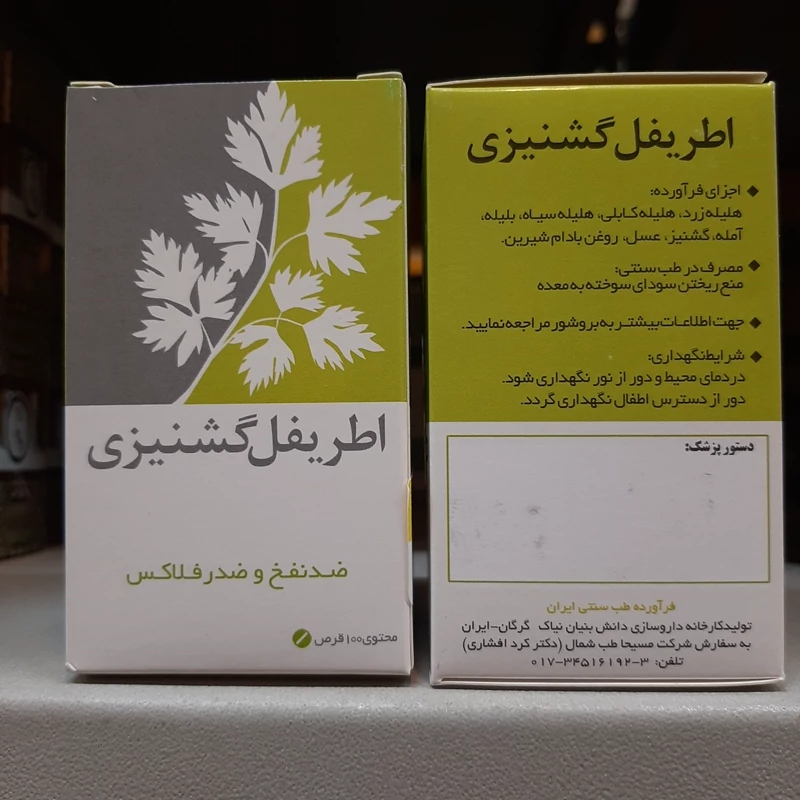 اطریفل گشنیزی
ضدنفخ و ضدرفلاکس
محتوی ۱۰۰ قرص
اطریفل گشنیزی
◆ اجزای فرآورده:
هلیله زرد، هلیله کابلی، هلیله سیاه، بلیله،
آمله، گشنیز، عسل، روغن بادام شیرین.
◆ مصرف در طب سنتی:
منع ریختن سودای سوخته به معده
◆ جهت اطلاعات بیشتر به بروشور مراجعه نمایید.
◆ شرایط نگهداری:
دردمای محیط و دور از نور نگهداری شود.
دور از دسترس اطفال نگهداری گردد.
دستور پزشک:
فرآورده طب سنتی ایران
تولیدکارخانه داروسازی دانش بنیان نیاک گرگان-ایران
به سفارش شرکت مسیحا طب شمال (دکتر کرد افشاری)
تلفن: ۳-۰۱۷-۳۴۵۱۶۱۹۲